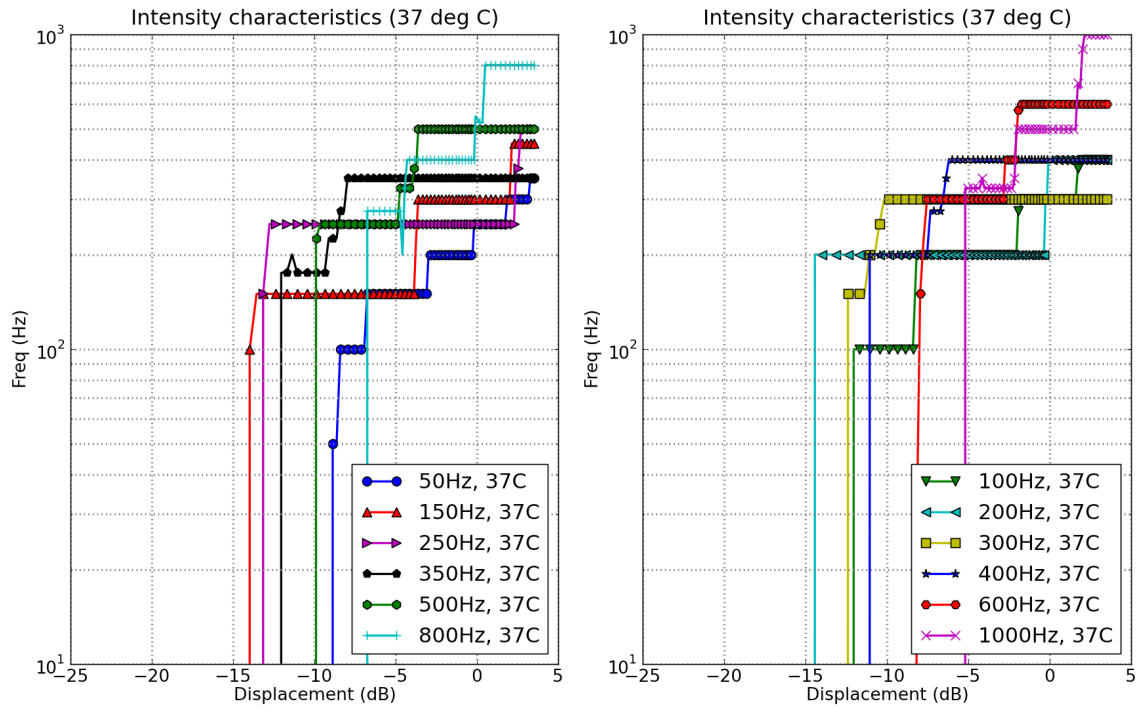 Intensity characteristics (37 deg C)
10³
10²
10¹
Freq (Hz)
50Hz, 37C
150Hz, 37C
250Hz, 37C
350Hz, 37C
500Hz, 37C
800Hz, 37C
−25 −20 −15 −10 −5 0 5
Displacement (dB)
Intensity characteristics (37 deg C)
10³
10²
10¹
Freq (Hz)
100Hz, 37C
200Hz, 37C
300Hz, 37C
400Hz, 37C
600Hz, 37C
1000Hz, 37C
−25 −20 −15 −10 −5 0 5
Displacement (dB)